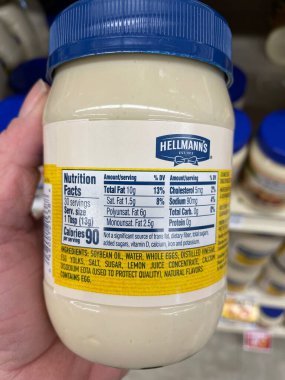 HELLMANN'S
Nutrition Facts
30 servings
Serv. size
1 Tbsp (13g)
Calories 90
per serving
Amount/serving % DV
Total Fat 10g 13%
Sat. Fat 1.5g 8%
Polyunsat. Fat 6g
Monounsat. Fat 2.5g
Amount/serving % DV
Cholesterol 5mg 2%
Sodium 90mg 4%
Total Carb. 0g 0%
Protein 0g
Not a significant source of trans fat, dietary fiber, total sugars,
added sugars, vitamin D, calcium, iron and potassium.
INGREDIENTS: SOYBEAN OIL, WATER, WHOLE EGGS, DISTILLED VINEGAR,
EGG YOLKS, SALT, SUGAR, LEMON JUICE CONCENTRATE, CALCIUM
DISODIUM EDTA (USED TO PROTECT QUALITY), NATURAL FLAVORS.
CONTAINS EGG.